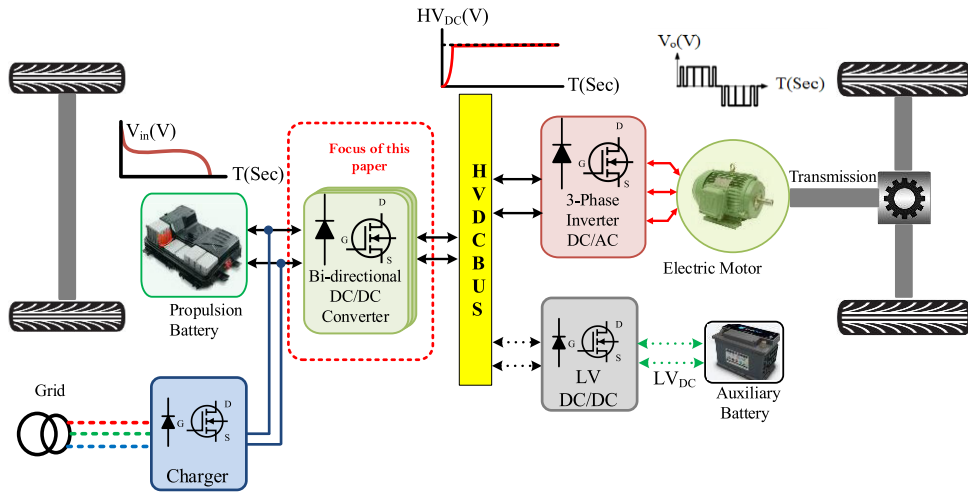 HV_DC(V)
T(Sec)
V_o(V)
T(Sec)
V_in(V)
T(Sec)
Focus of this
paper
D
G
S
Bi-directional
DC/DC
Converter
H
V
D
C
B
U
S
D
G
S
3-Phase
Inverter
DC/AC
Transmission
Electric Motor
Propulsion
Battery
D
G
S
LV
DC/DC
LV_DC
Auxiliary
Battery
Grid
D
G
S
Charger